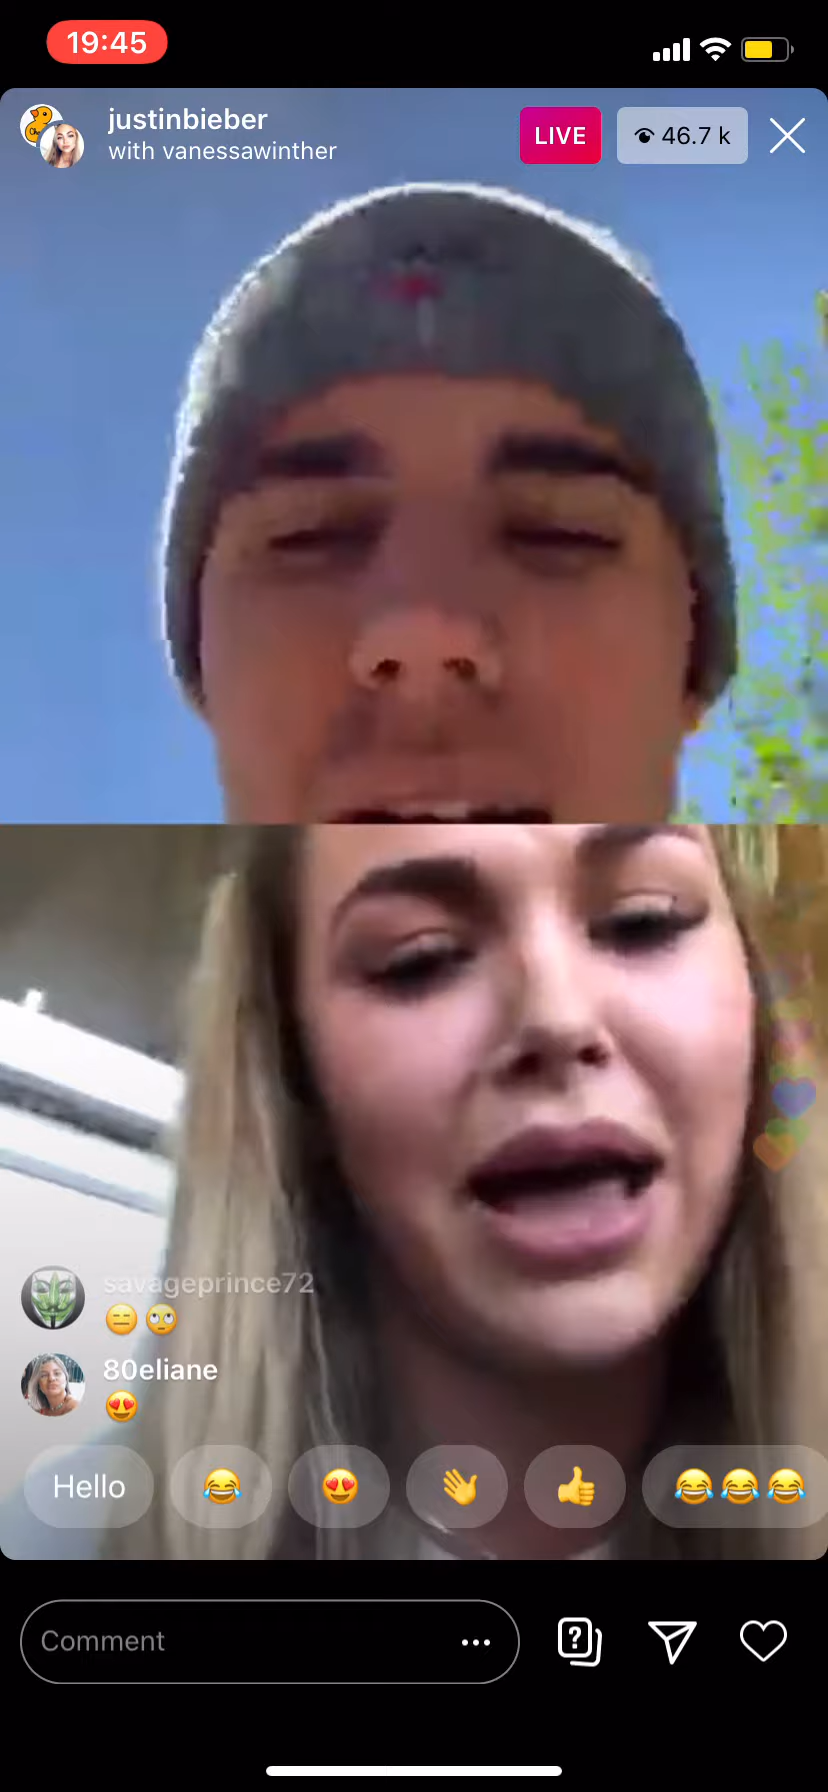 19:45
justinbieber
with vanessawinther
LIVE
46.7 k
savageprince72
80eliane
Hello
Comment